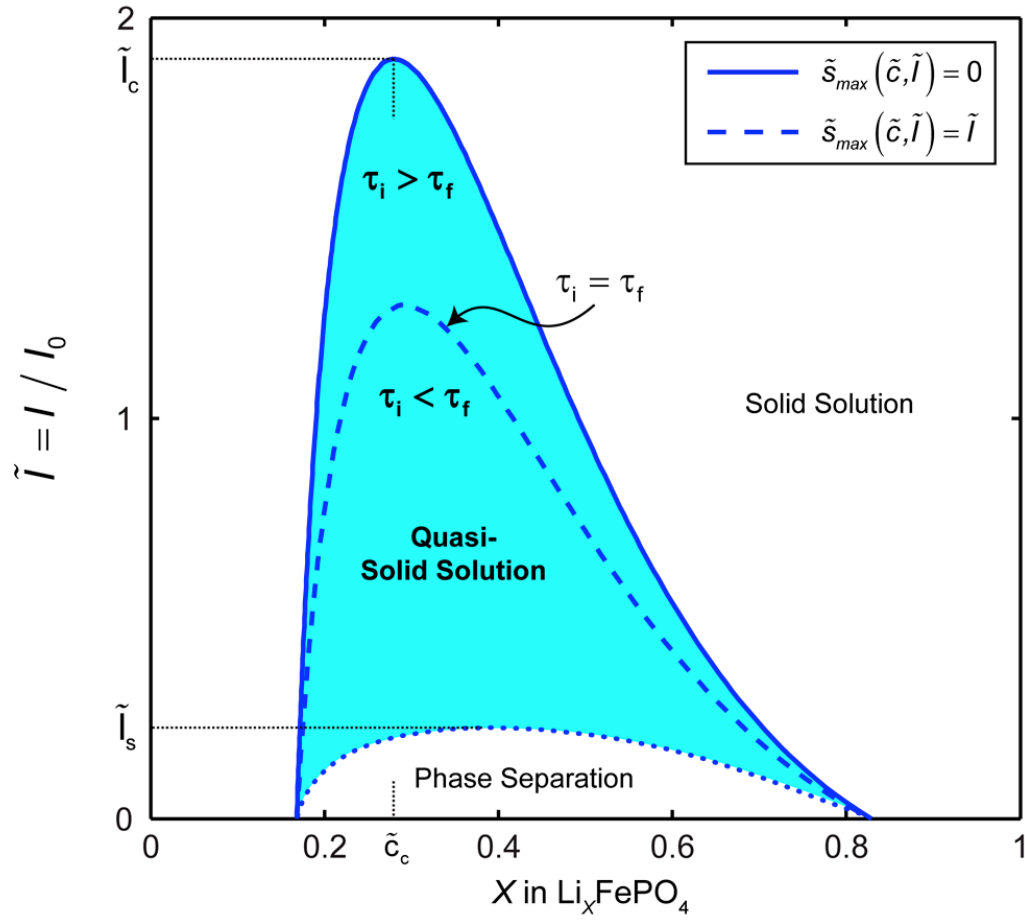 2
Ĩc
s̃max(c̃,Ĩ)=0
s̃max(c̃,Ĩ)=Ĩ
τi > τf
τi = τf
τi < τf
1
Solid Solution
Ĩ = I / I0
Quasi-
Solid Solution
Ĩs
Phase Separation
0
0
0.2
c̃c
0.4
0.6
0.8
1
X in LiXFePO4